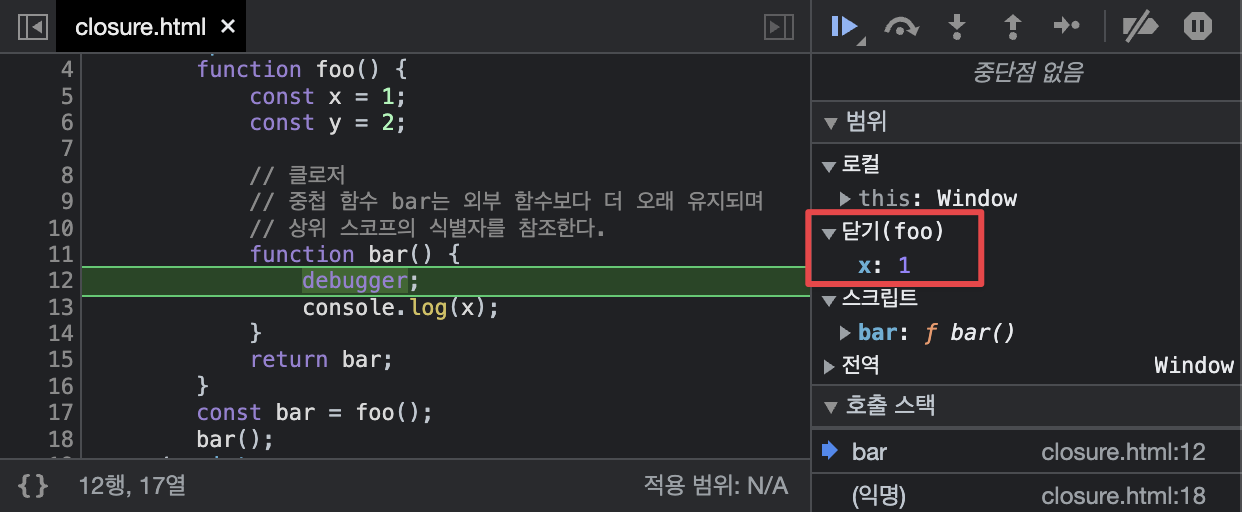 closure.html ×
중단점 없음
4 function foo() {
5 const x = 1;
6 const y = 2;
7
8 // 클로저
9 // 중첩 함수 bar는 외부 함수보다 더 오래 유지되며
10 // 상위 스코프의 식별자를 참조한다.
11 function bar() {
12 debugger;
13 console.log(x);
14 }
15 return bar;
16 }
17 const bar = foo();
18 bar();
{} 12행, 17열
적용 범위: N/A
▼ 범위
▼ 로컬
▶ this: Window
▼ 닫기(foo)
x: 1
▼ 스크립트
▶ bar: ƒ bar()
▶ 전역 Window
▼ 호출 스택
bar closure.html:12
(익명) closure.html:18